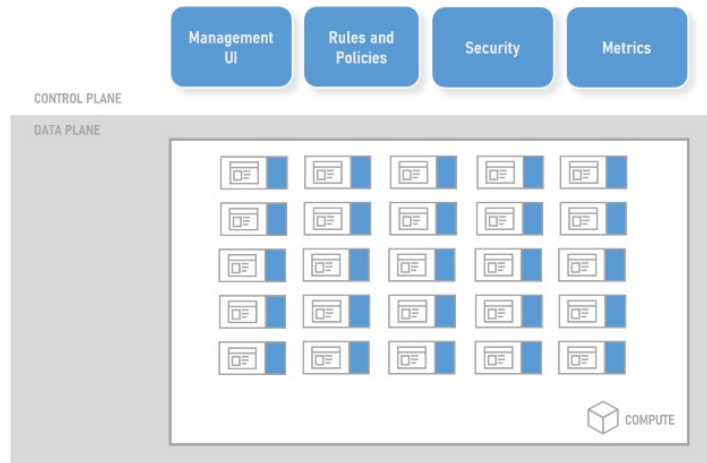 Management
UI
Rules and
Policies
Security
Metrics
CONTROL PLANE
DATA PLANE
COMPUTE